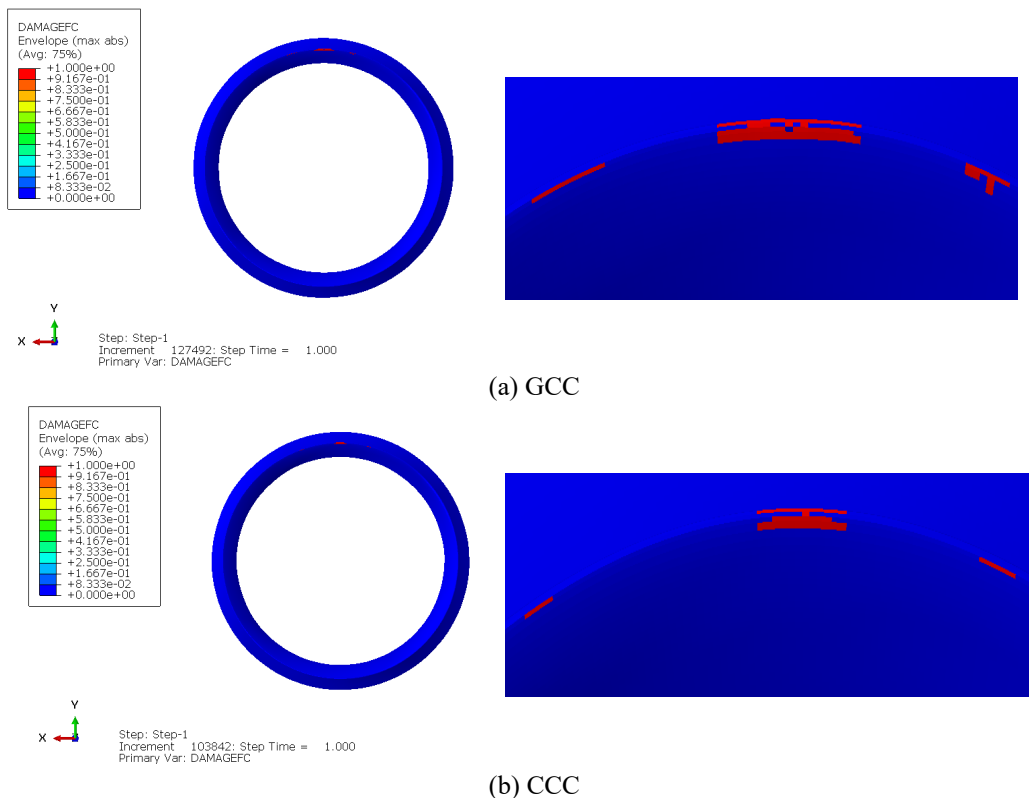 DAMAGEFC
Envelope (max abs)
(Avg: 75%)
+1.000e+00
+9.167e-01
+8.333e-01
+7.500e-01
+6.667e-01
+5.833e-01
+5.000e-01
+4.167e-01
+3.333e-01
+2.500e-01
+1.667e-01
+8.333e-02
+0.000e+00
Y
X
Step: Step-1
Increment 127492: Step Time = 1.000
Primary Var: DAMAGEFC
(a) GCC
DAMAGEFC
Envelope (max abs)
(Avg: 75%)
+1.000e+00
+9.167e-01
+8.333e-01
+7.500e-01
+6.667e-01
+5.833e-01
+5.000e-01
+4.167e-01
+3.333e-01
+2.500e-01
+1.667e-01
+8.333e-02
+0.000e+00
Y
X
Step: Step-1
Increment 103842: Step Time = 1.000
Primary Var: DAMAGEFC
(b) CCC